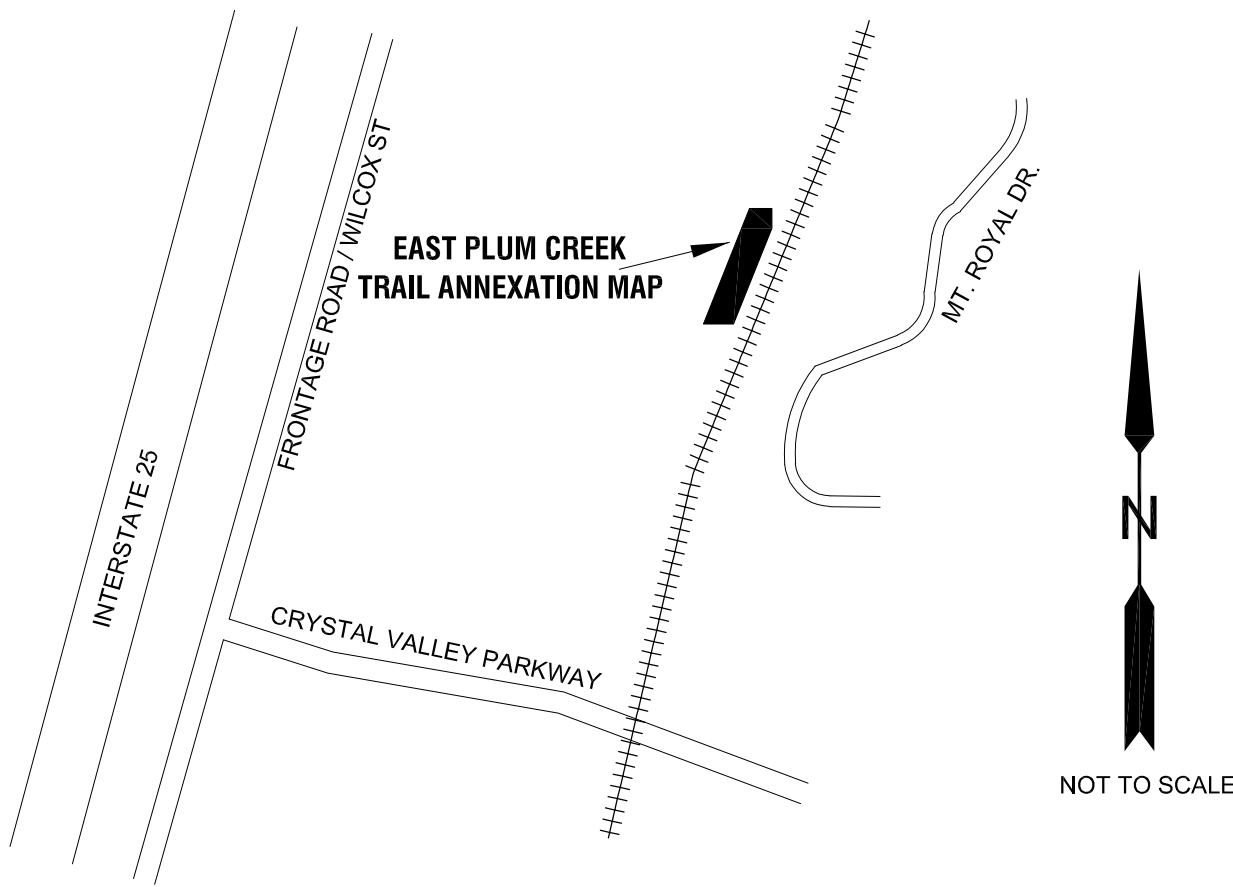 EAST PLUM CREEK
TRAIL ANNEXATION MAP
FRONTAGE ROAD / WILCOX ST
MT. ROYAL DR.
INTERSTATE 25
N
CRYSTAL VALLEY PARKWAY
NOT TO SCALE